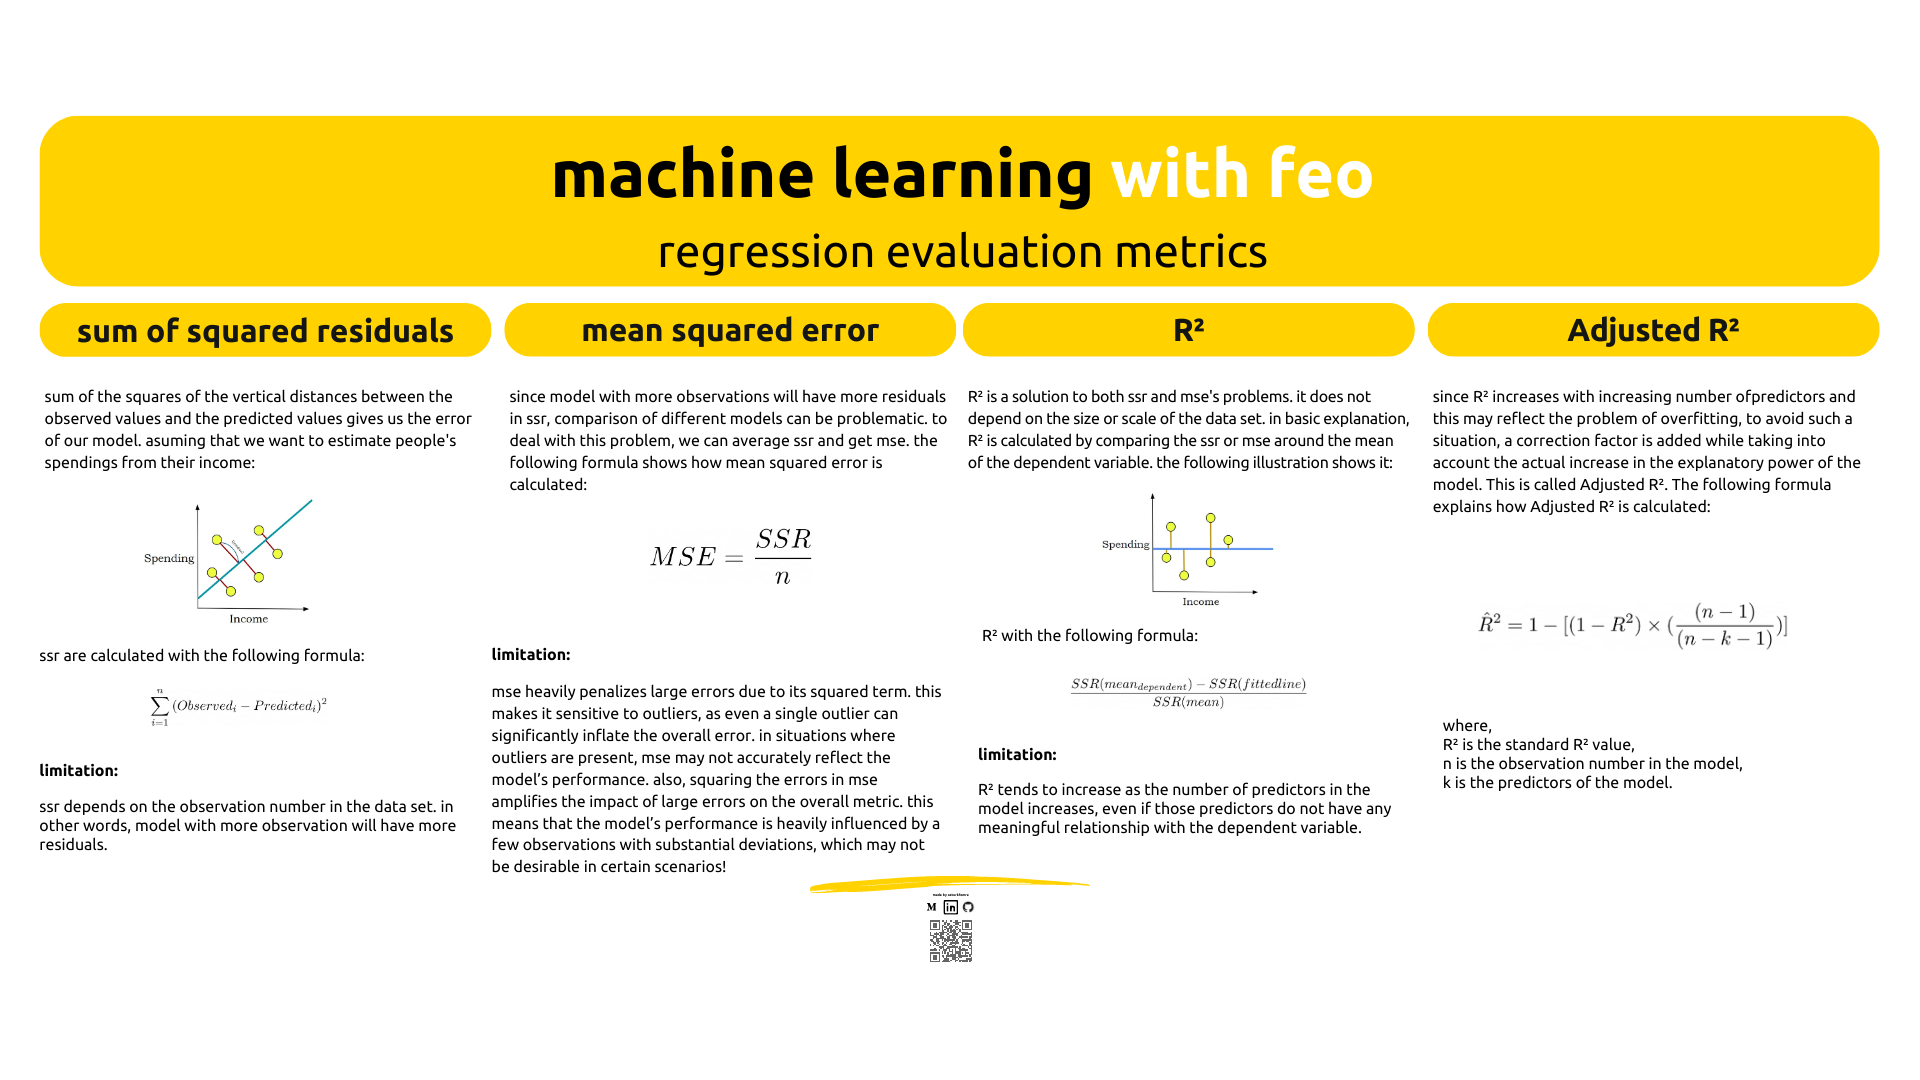 machine learning with feo
regression evaluation metrics
sum of squared residuals
sum of the squares of the vertical distances between the
observed values and the predicted values gives us the error
of our model. asuming that we want to estimate people's
spendings from their income:
Spending
Income
ssr are calculated with the following formula:
n
∑ (Observedᵢ − Predictedᵢ)²
i=1
limitation:
ssr depends on the observation number in the data set. in
other words, model with more observation will have more
residuals.
mean squared error
since model with more observations will have more residuals
in ssr, comparison of different models can be problematic. to
deal with this problem, we can average ssr and get mse. the
following formula shows how mean squared error is
calculated:
MSE = SSR / n
limitation:
mse heavily penalizes large errors due to its squared term. this
makes it sensitive to outliers, as even a single outlier can
significantly inflate the overall error. in situations where
outliers are present, mse may not accurately reflect the
model’s performance. also, squaring the errors in mse
amplifies the impact of large errors on the overall metric. this
means that the model’s performance is heavily influenced by a
few observations with substantial deviations, which may not
be desirable in certain scenarios!
R²
R² is a solution to both ssr and mse's problems. it does not
depend on the size or scale of the data set. in basic explanation,
R² is calculated by comparing the ssr or mse around the mean
of the dependent variable. the following illustration shows it:
Spending
Income
R² with the following formula:
SSR(mean_dependent) − SSR(fittedline)
SSR(mean)
limitation:
R² tends to increase as the number of predictors in the
model increases, even if those predictors do not have any
meaningful relationship with the dependent variable.
Adjusted R²
since R² increases with increasing number ofpredictors and
this may reflect the problem of overfitting, to avoid such a
situation, a correction factor is added while taking into
account the actual increase in the explanatory power of the
model. This is called Adjusted R². The following formula
explains how Adjusted R² is calculated:
R̂² = 1 − [(1 − R²) × ((n − 1) / (n − k − 1))]
where,
R² is the standard R² value,
n is the observation number in the model,
k is the predictors of the model.
M in